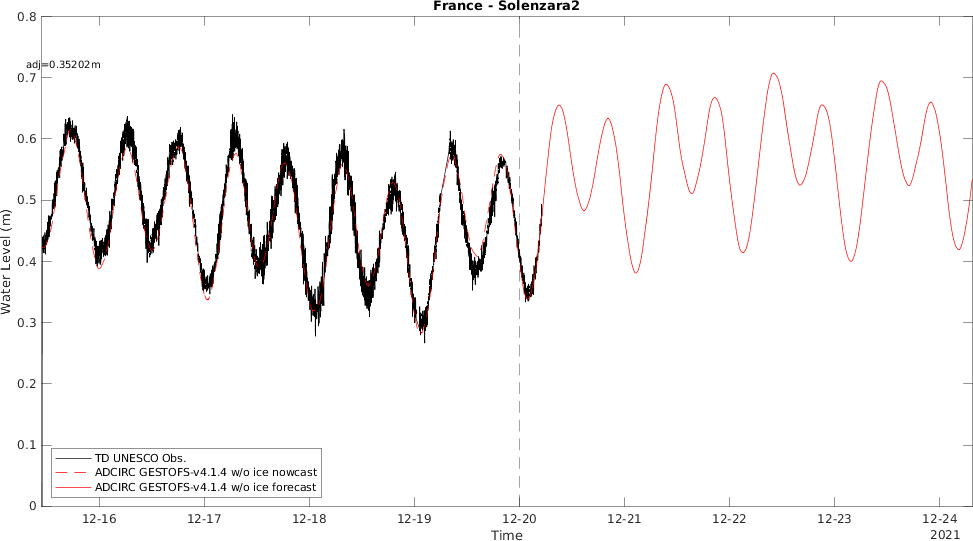 France - Solenzara2
adj=0.35202m
0.8
0.7
0.6
0.5
0.4
0.3
0.2
0.1
0
Water Level (m)
TD UNESCO Obs.
ADCIRC GESTOFS-v4.1.4 w/o ice nowcast
ADCIRC GESTOFS-v4.1.4 w/o ice forecast
12-16 12-17 12-18 12-19 12-20 12-21 12-22 12-23 12-24
Time
2021